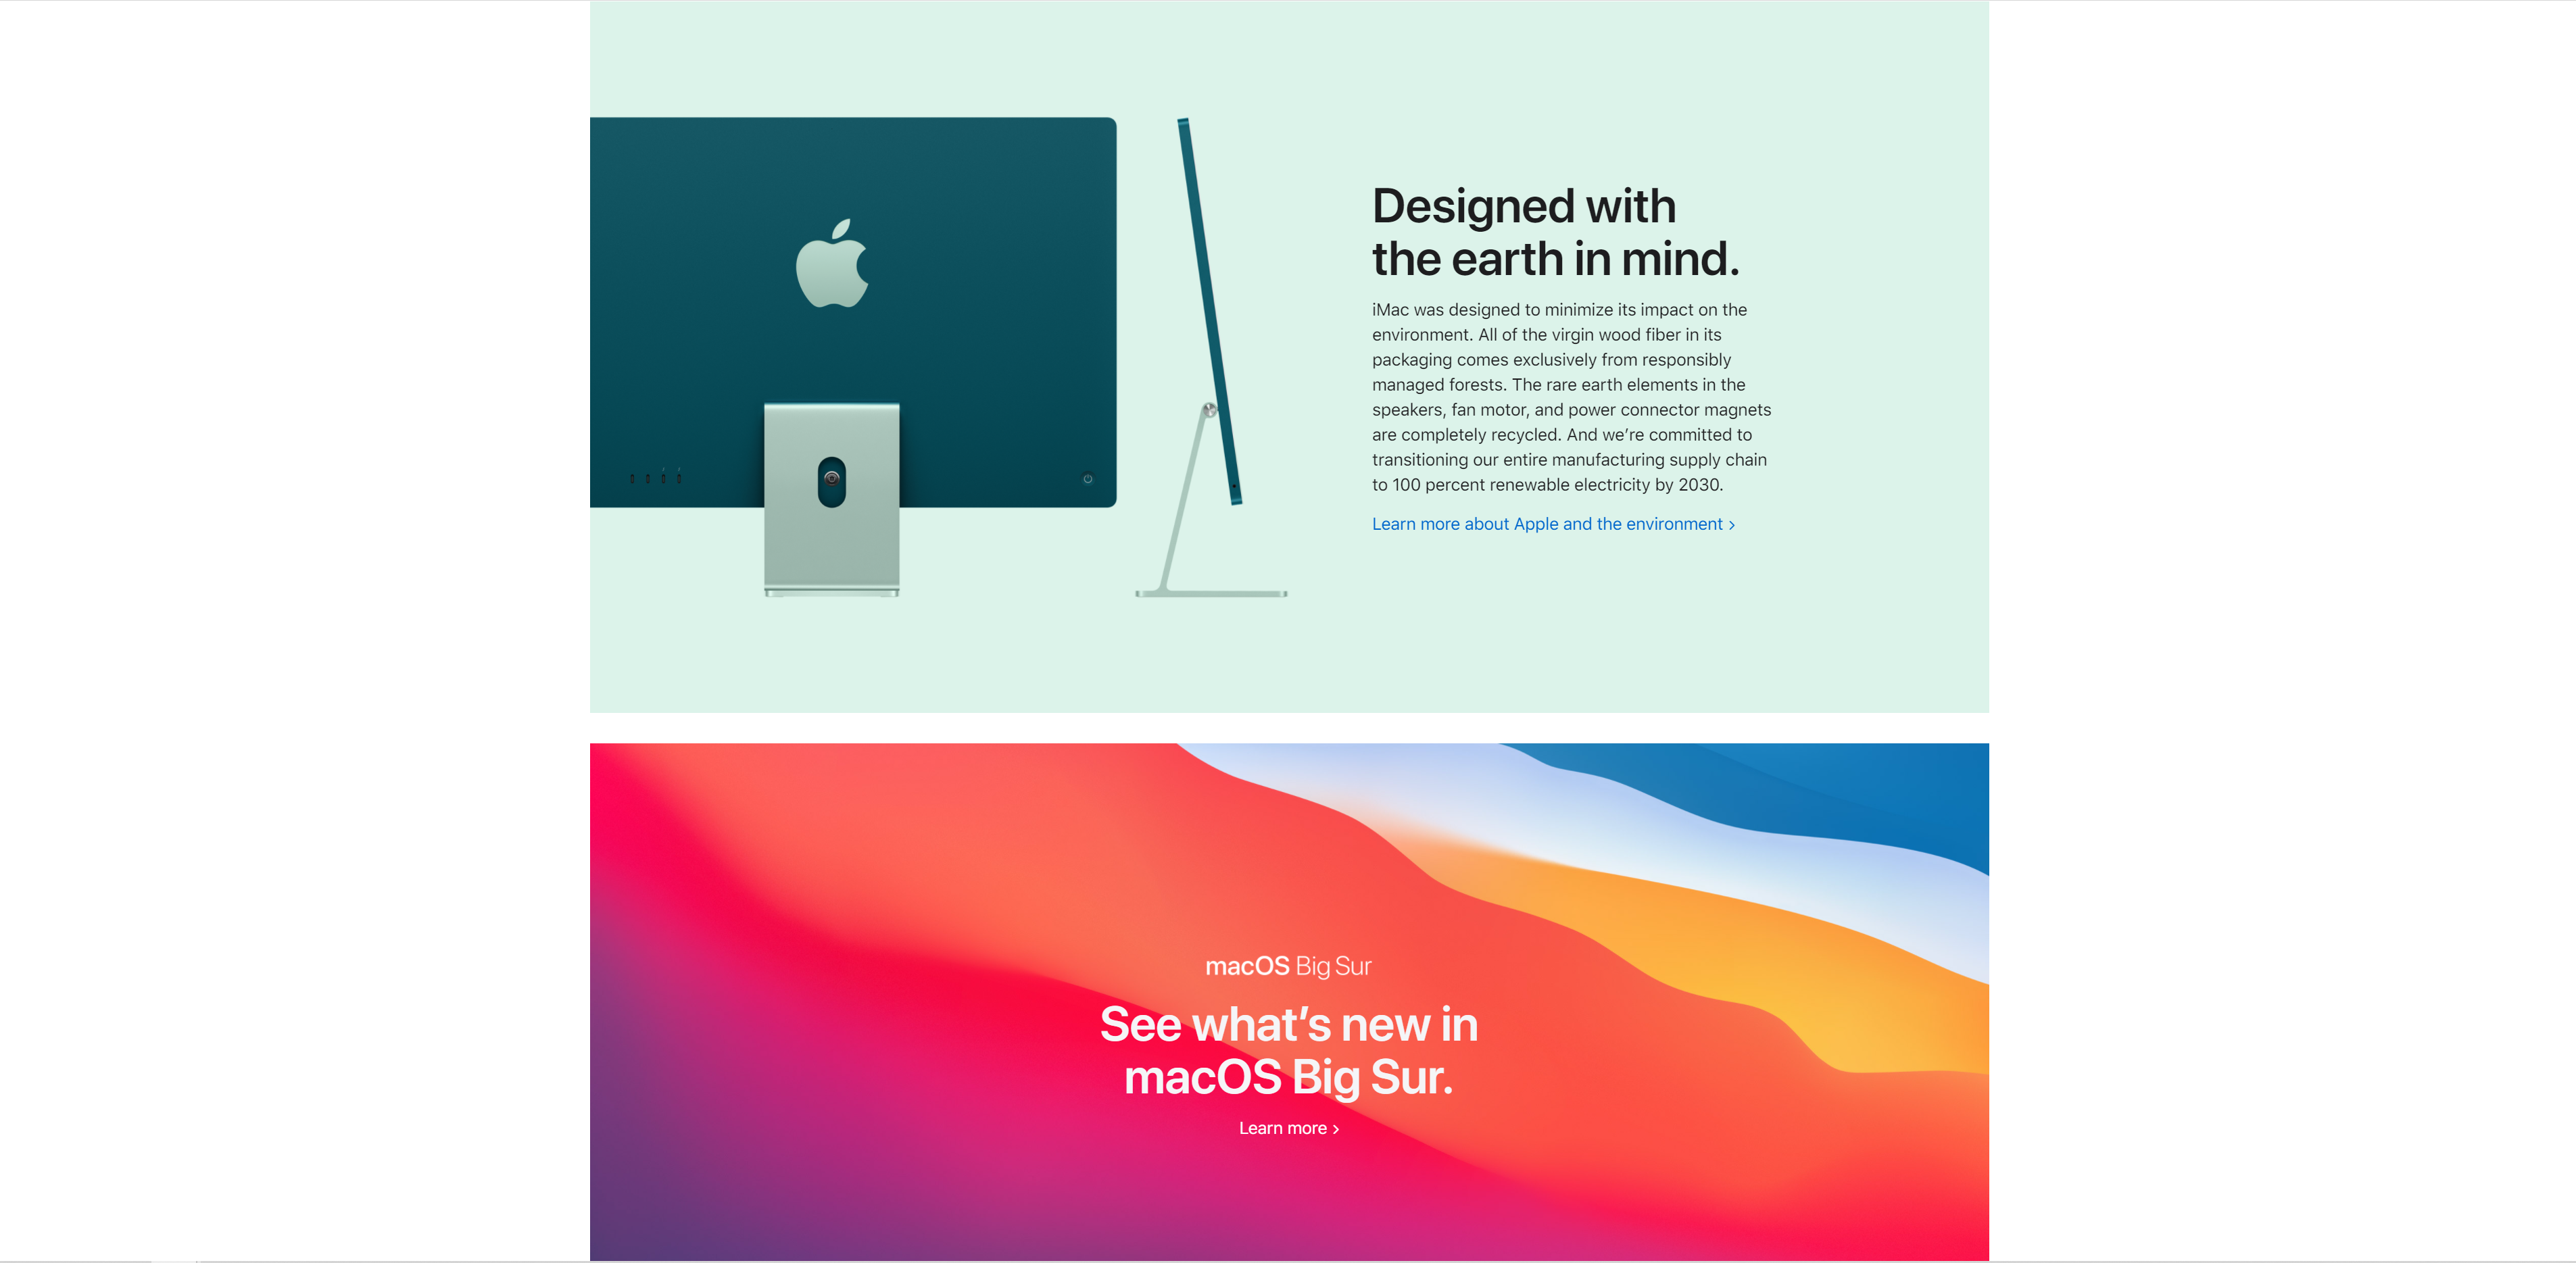 Designed with
the earth in mind.
iMac was designed to minimize its impact on the
environment. All of the virgin wood fiber in its
packaging comes exclusively from responsibly
managed forests. The rare earth elements in the
speakers, fan motor, and power connector magnets
are completely recycled. And we’re committed to
transitioning our entire manufacturing supply chain
to 100 percent renewable electricity by 2030.
Learn more about Apple and the environment >
macOS Big Sur
See what’s new in
macOS Big Sur.
Learn more >